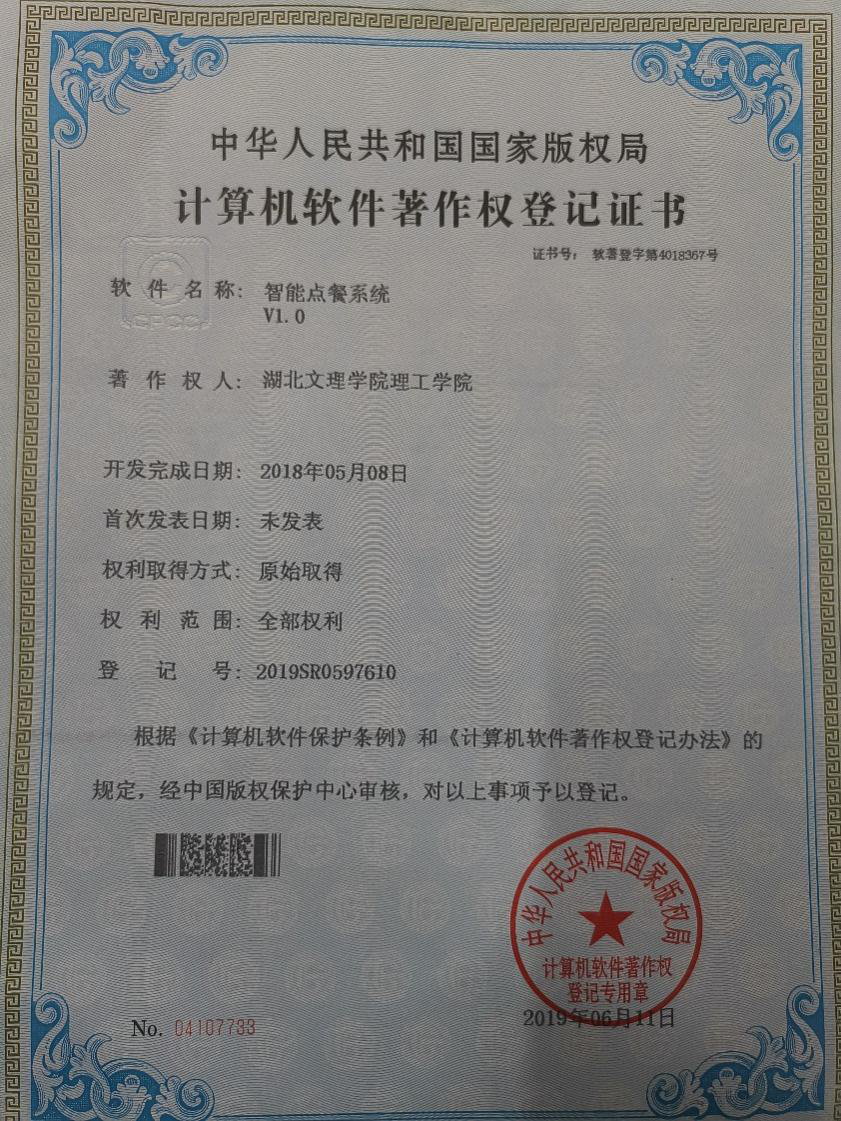 中华人民共和国国家版权局
计算机软件著作权登记证书
证书号: 软著登字第4018367号
软件名称: 智能点餐系统
V1.0
著作权人: 湖北文理学院理工学院
开发完成日期: 2018年05月08日
首次发表日期: 未发表
权利取得方式: 原始取得
权利范围: 全部权利
登记号: 2019SR0597610
根据《计算机软件保护条例》和《计算机软件著作权登记办法》的
规定，经中国版权保护中心审核，对以上事项予以登记。
中华人民共和国国家版权局
计算机软件著作权
登记专用章
No. 04107733
2019年06月11日